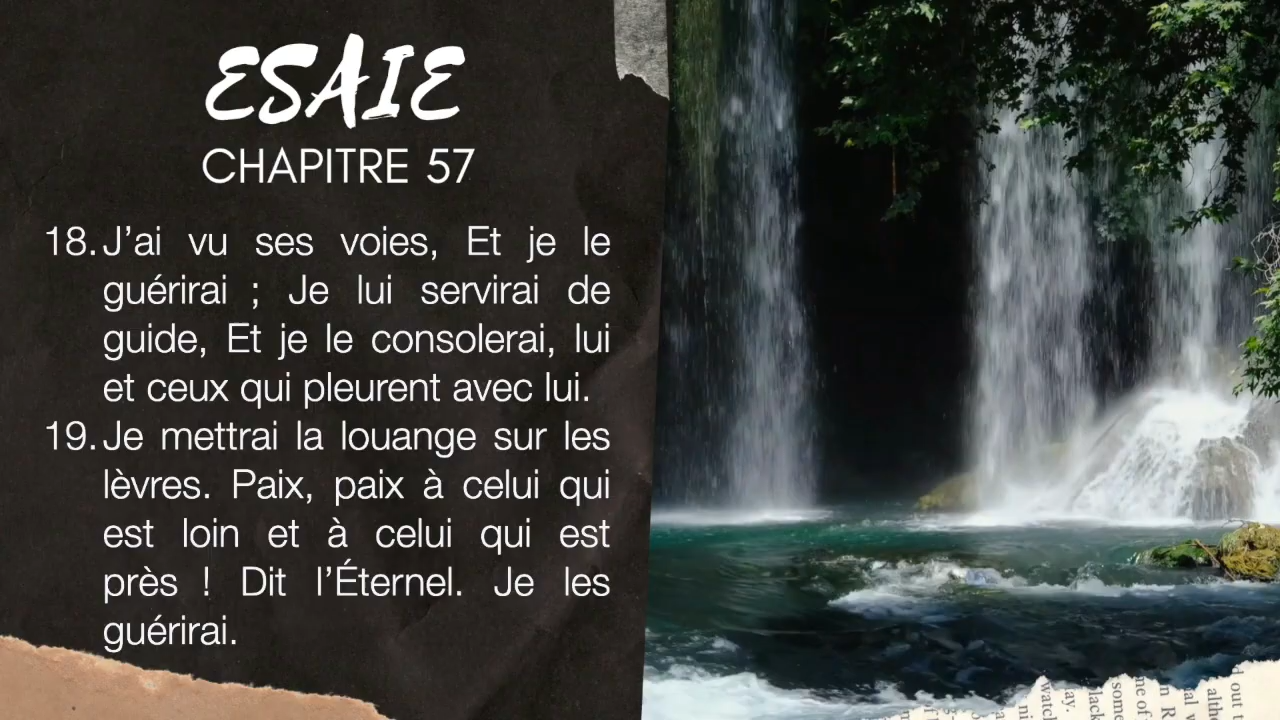 ESAIE
CHAPITRE 57
18. J’ai vu ses voies, Et je le
guérirai ; Je lui servirai de
guide, Et je le consolerai, lui
et ceux qui pleurent avec lui.
19. Je mettrai la louange sur les
lèvres. Paix, paix à celui qui
est loin et à celui qui est
près ! Dit l’Éternel. Je les
guérirai.